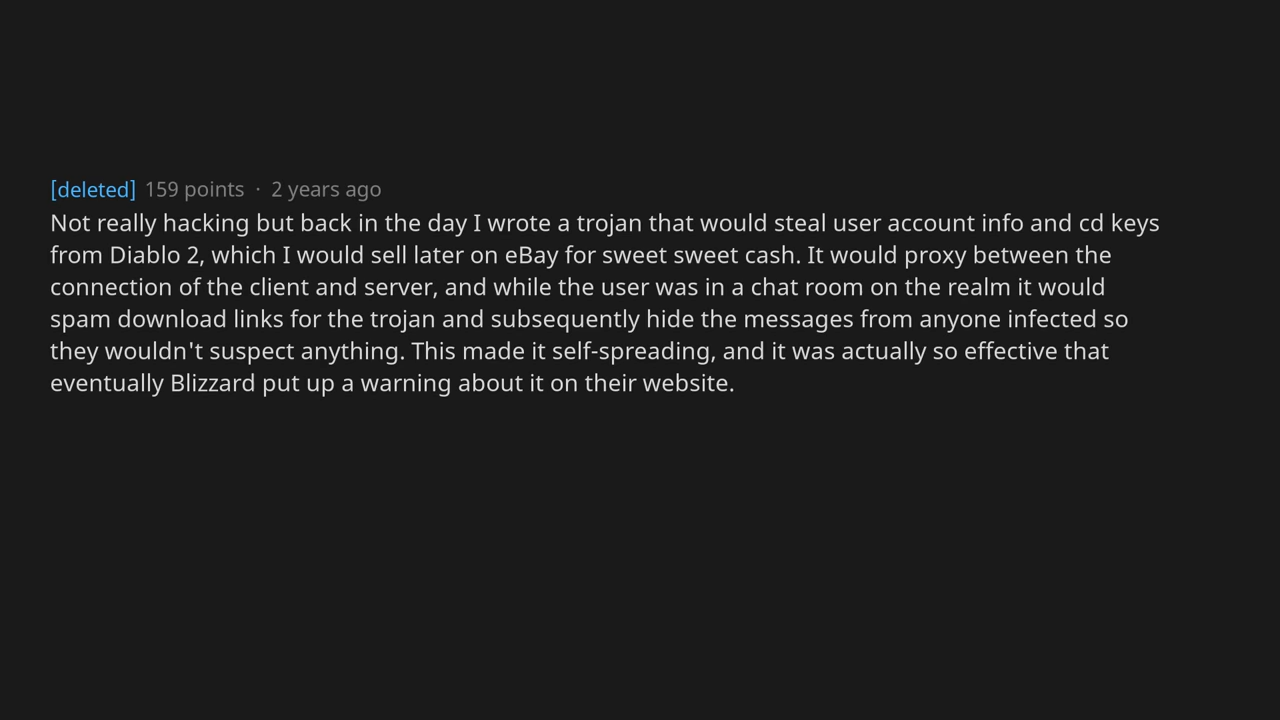 [deleted] 159 points · 2 years ago
Not really hacking but back in the day I wrote a trojan that would steal user account info and cd keys
from Diablo 2, which I would sell later on eBay for sweet sweet cash. It would proxy between the
connection of the client and server, and while the user was in a chat room on the realm it would
spam download links for the trojan and subsequently hide the messages from anyone infected so
they wouldn't suspect anything. This made it self-spreading, and it was actually so effective that
eventually Blizzard put up a warning about it on their website.